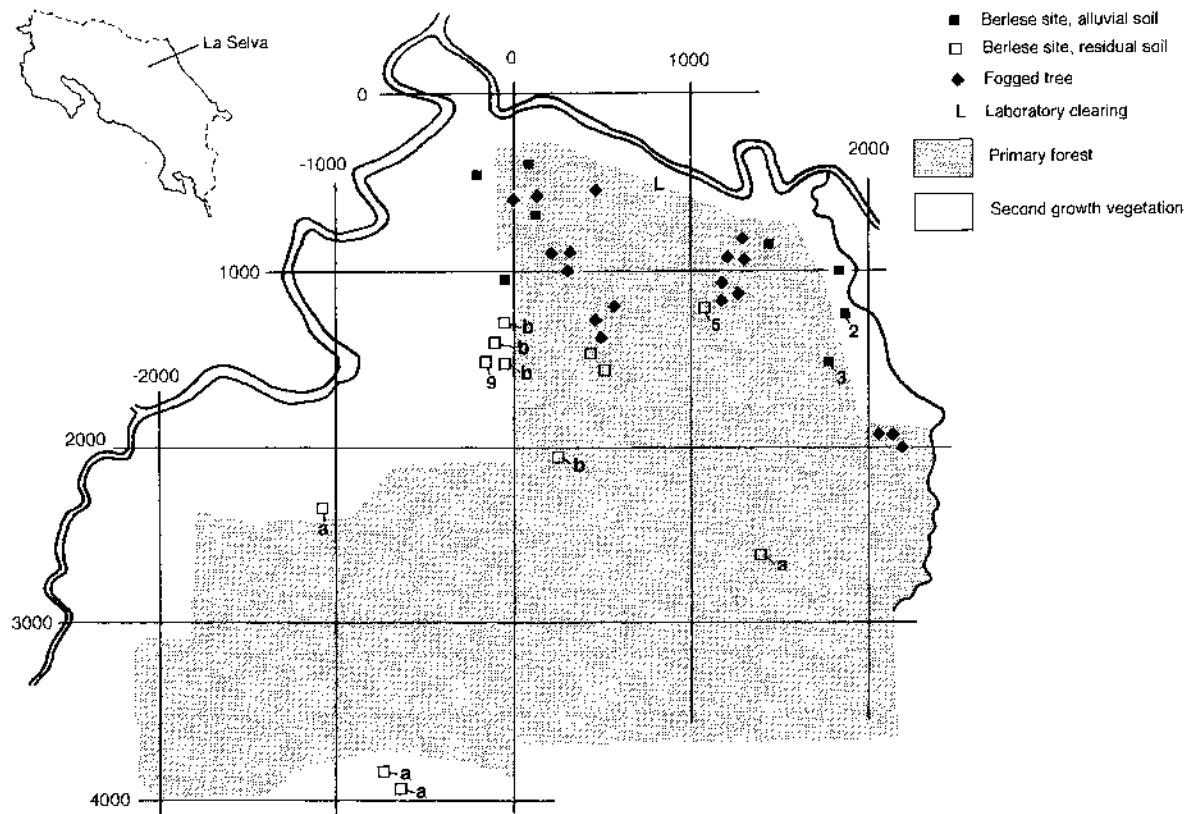 La Selva
Berlese site, alluvial soil
Berlese site, residual soil
Fogged tree
L Laboratory clearing
Primary forest
Second growth vegetation
0
1000
0
-1000
2000
L
1000
2
5
b
b
9
b
3
-2000
2000
b
a
a
3000
a
a
4000